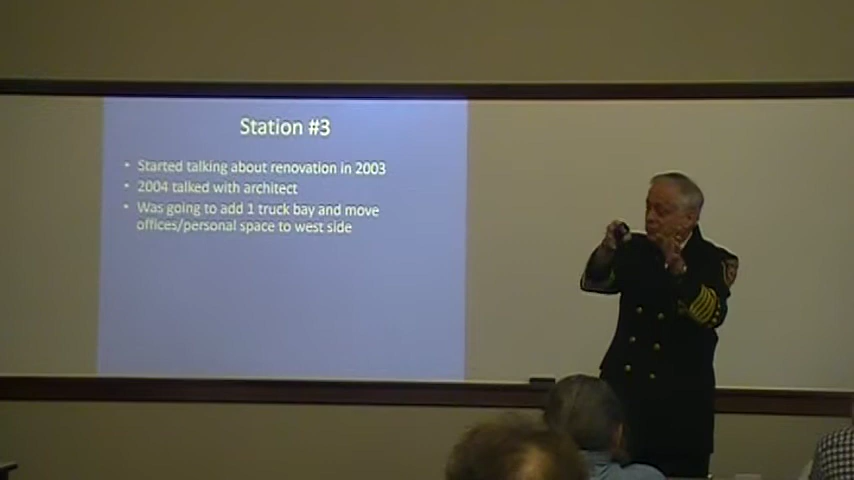 Station #3
• Started talking about renovation in 2003
• 2004 talked with architect
• Was going to add 1 truck bay and move
offices/personal space to west side